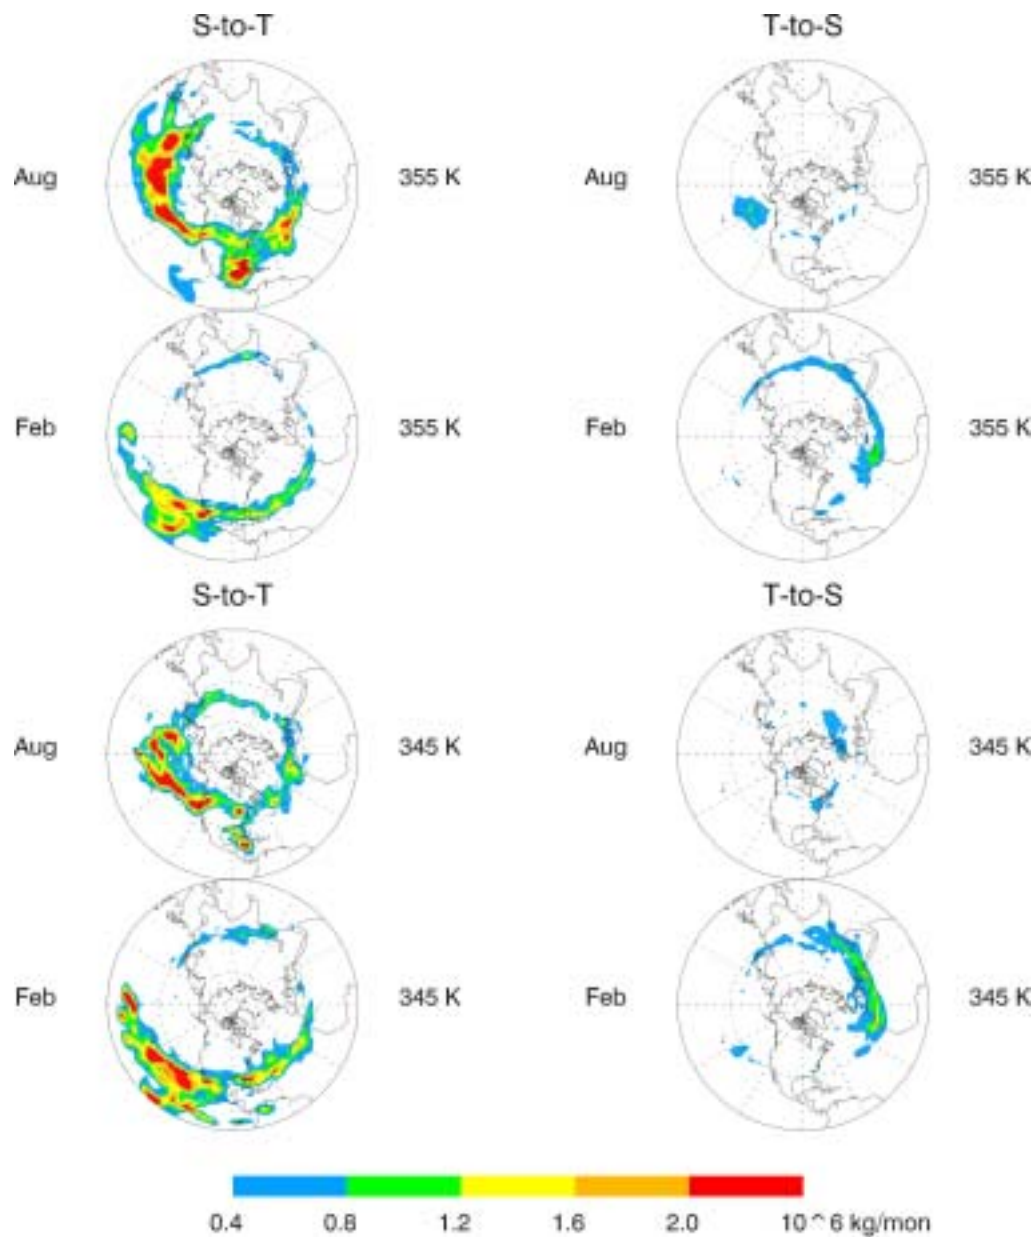 S-to-T T-to-S
Aug 355 K Aug 355 K
Feb 355 K Feb 355 K
S-to-T T-to-S
Aug 345 K Aug 345 K
Feb 345 K Feb 345 K
0.4 0.8 1.2 1.6 2.0 10^6 kg/mon